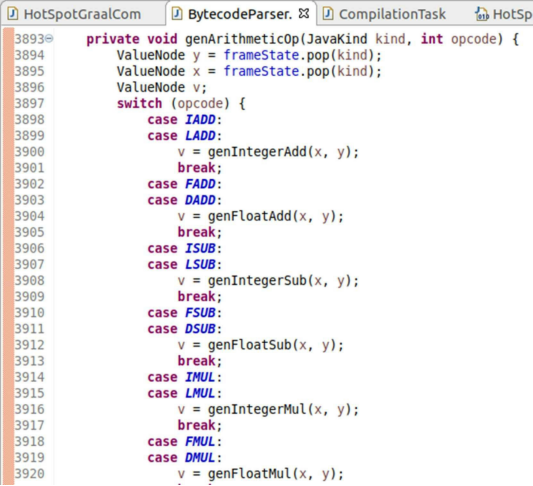 HotSpotGraalCom BytecodeParser. CompilationTask HotSp
3893 private void genArithmeticOp(JavaKind kind, int opcode) {
3894 ValueNode y = frameState.pop(kind);
3895 ValueNode x = frameState.pop(kind);
3896 ValueNode v;
3897 switch (opcode) {
3898 case IADD:
3899 case LADD:
3900 v = genIntegerAdd(x, y);
3901 break;
3902 case FADD:
3903 case DADD:
3904 v = genFloatAdd(x, y);
3905 break;
3906 case ISUB:
3907 case LSUB:
3908 v = genIntegerSub(x, y);
3909 break;
3910 case FSUB:
3911 case DSUB:
3912 v = genFloatSub(x, y);
3913 break;
3914 case IMUL:
3915 case LMUL:
3916 v = genIntegerMul(x, y);
3917 break;
3918 case FMUL:
3919 case DMUL:
3920 v = genFloatMul(x, y);